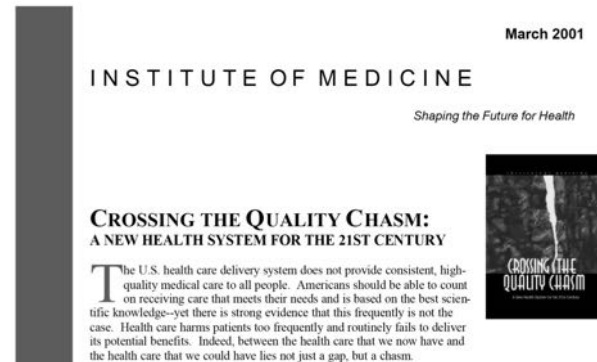 March 2001
INSTITUTE OF MEDICINE
Shaping the Future for Health
CROSSING THE QUALITY CHASM:
A NEW HEALTH SYSTEM FOR THE 21ST CENTURY
The U.S. health care delivery system does not provide consistent, high-
quality medical care to all people. Americans should be able to count
on receiving care that meets their needs and is based on the best scien-
tific knowledge--yet there is strong evidence that this frequently is not the
case. Health care harms patients too frequently and routinely fails to deliver
its potential benefits. Indeed, between the health care that we now have and
the health care that we could have lies not just a gap, but a chasm.
CROSSING THE
QUALITY CHASM